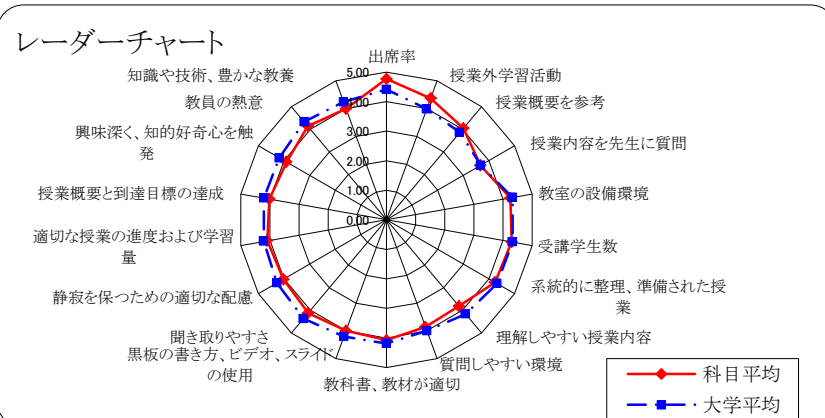 レーダーチャート
出席率
授業外学習活動
授業概要を参考
授業内容を先生に質問
教室の設備環境
受講学生数
系統的に整理、準備された授
業
理解しやすい授業内容
質問しやすい環境
教科書、教材が適切
黒板の書き方、ビデオ、スライド
の使用
聞き取りやすさ
静寂を保つための適切な配慮
適切な授業の進度および学習
量
授業概要と到達目標の達成
興味深く、知的好奇心を触
発
教員の熱意
知識や技術、豊かな教養
5.00
4.00
3.00
2.00
1.00
0.00
科目平均
大学平均